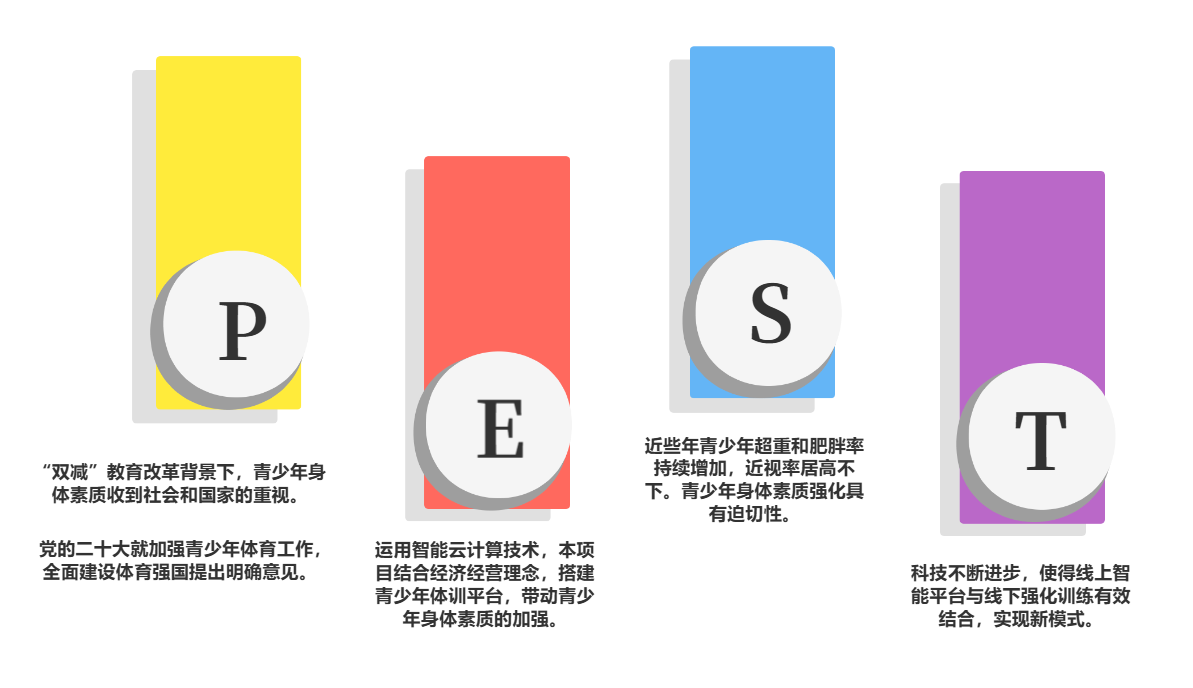 P
“双减”教育改革背景下，青少年身
体素质收到社会和国家的重视。
党的二十大就加强青少年体育工作，
全面建设体育强国提出明确意见。
E
运用智能云计算技术，本项
目结合经济经营理念，搭建
青少年体训平台，带动青少
年身体素质的加强。
S
近些年青少年超重和肥胖率
持续增加，近视率居高不
下。青少年身体素质强化具
有迫切性。
T
科技不断进步，使得线上智
能平台与线下强化训练有效
结合，实现新模式。